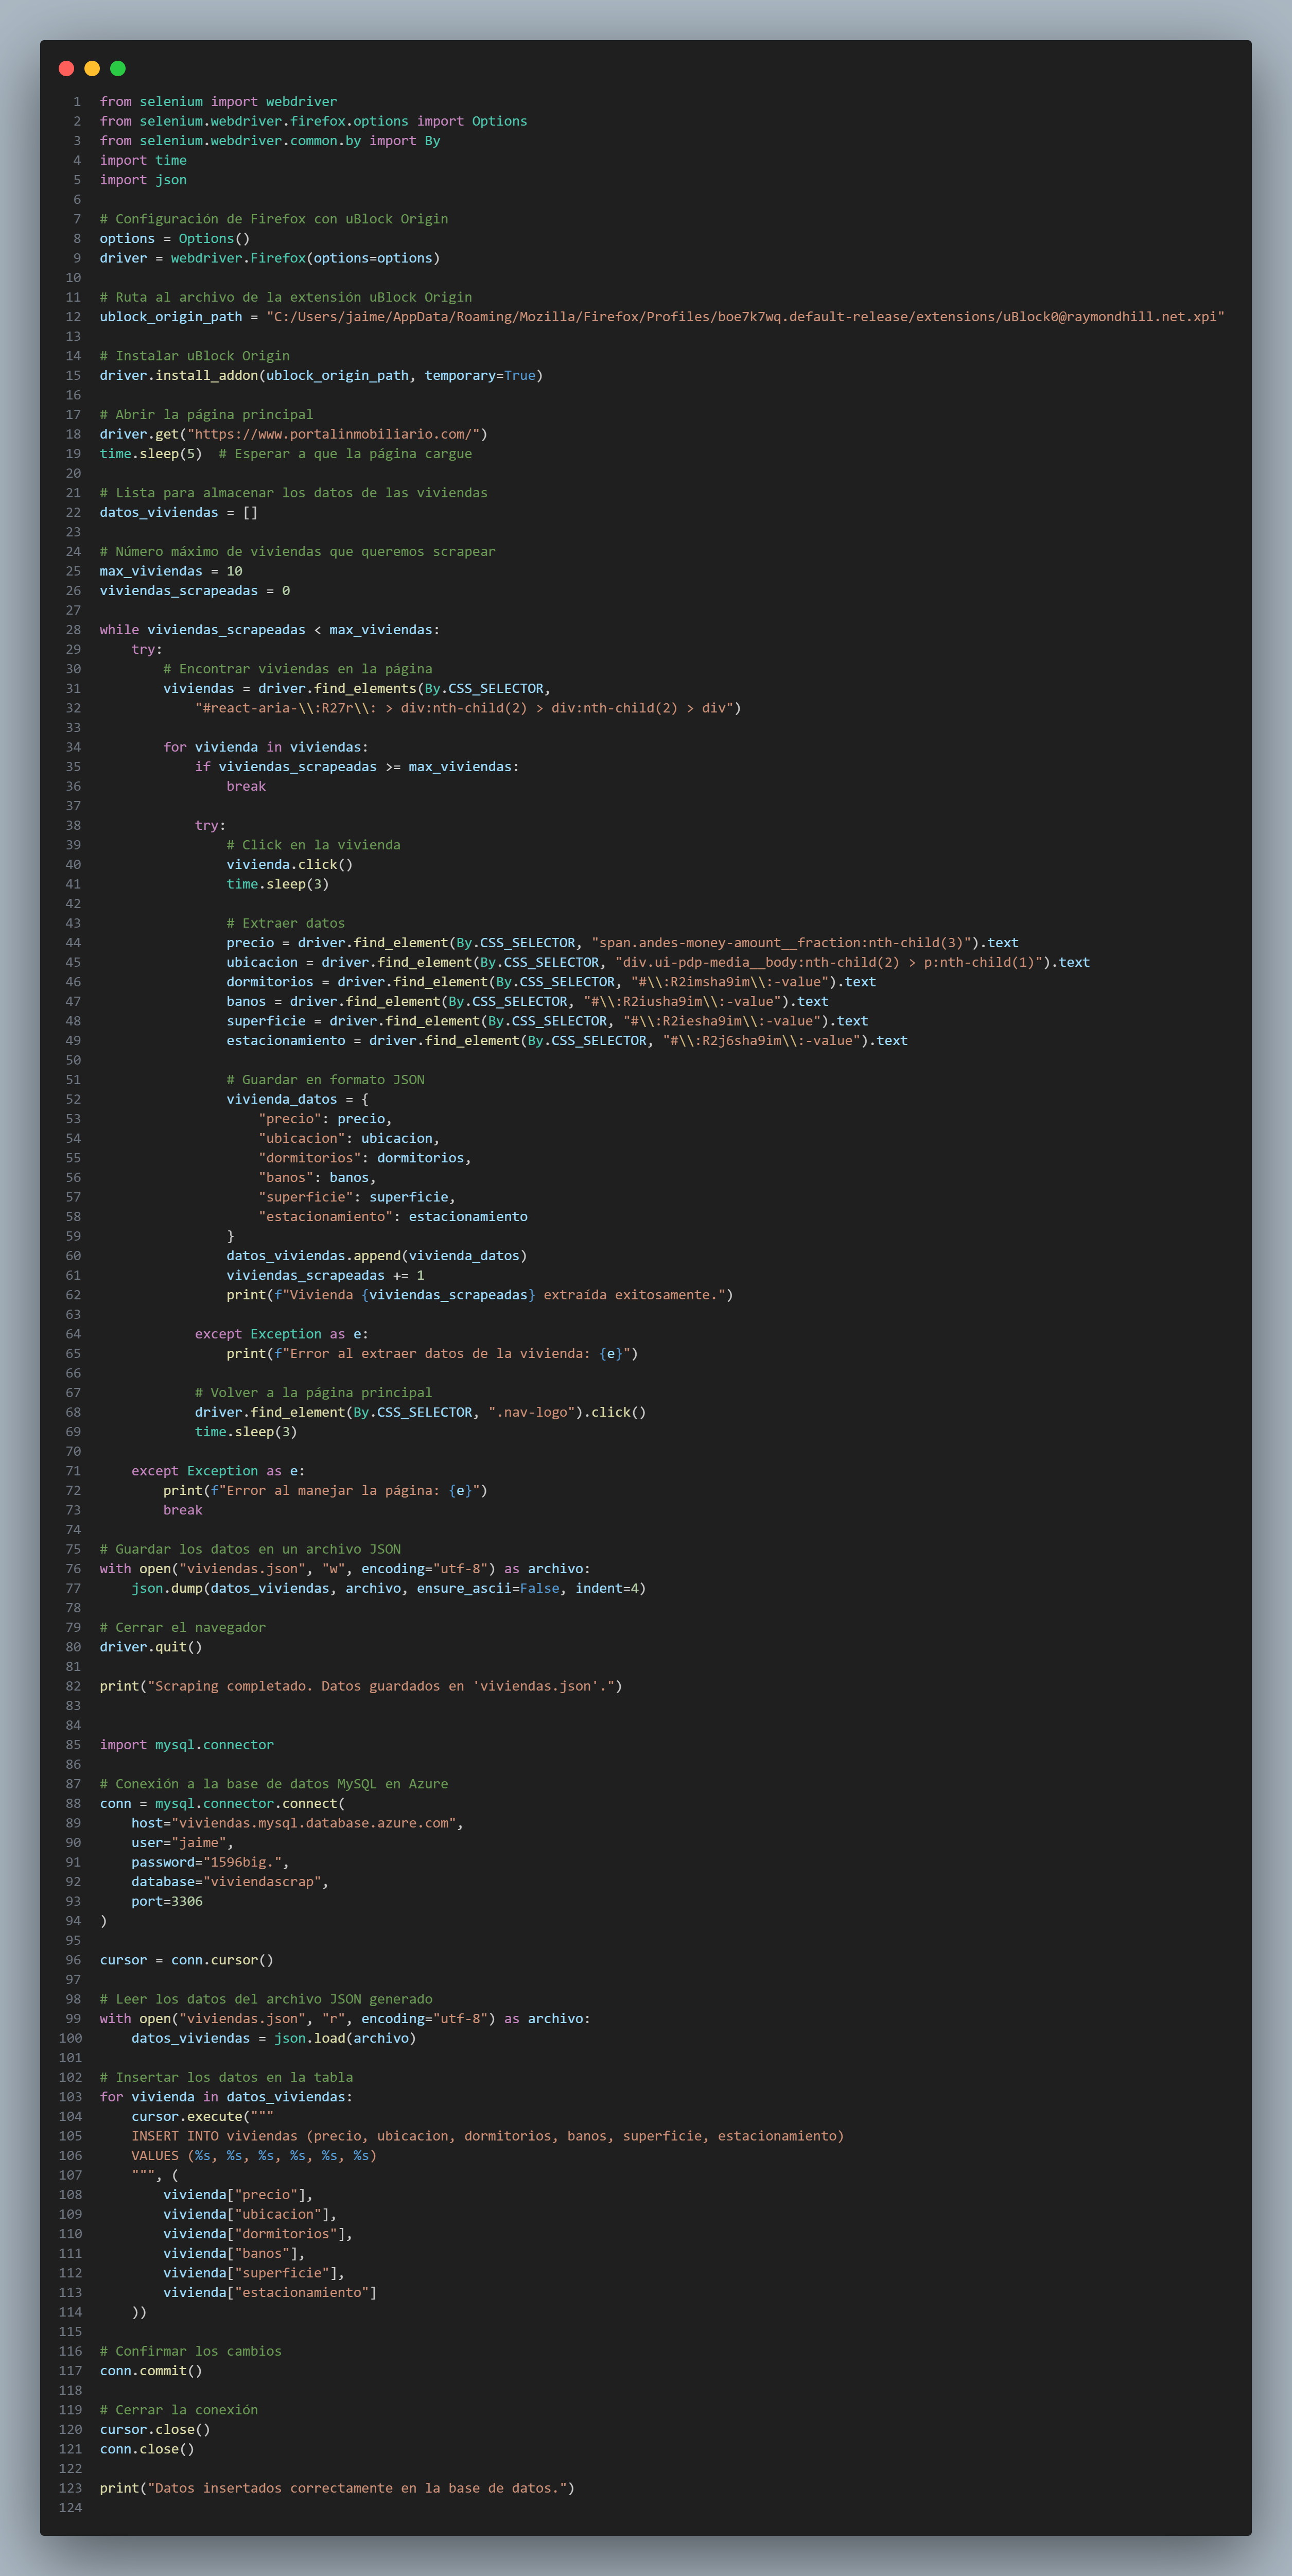 1 from selenium import webdriver
2 from selenium.webdriver.firefox.options import Options
3 from selenium.webdriver.common.by import By
4 import time
5 import json
6
7 # Configuración de Firefox con uBlock Origin
8 options = Options()
9 driver = webdriver.Firefox(options=options)
10
11 # Ruta al archivo de la extensión uBlock Origin
12 ublock_origin_path = "C:/Users/jaime/AppData/Roaming/Mozilla/Firefox/Profiles/boe7k7wq.default-release/extensions/uBlock0@raymondhill.net.xpi"
13
14 # Instalar uBlock Origin
15 driver.install_addon(ublock_origin_path, temporary=True)
16
17 # Abrir la página principal
18 driver.get("https://www.portalinmobiliario.com/")
19 time.sleep(5)  # Esperar a que la página cargue
20
21 # Lista para almacenar los datos de las viviendas
22 datos_viviendas = []
23
24 # Número máximo de viviendas que queremos scrapear
25 max_viviendas = 10
26 viviendas_scrapeadas = 0
27
28 while viviendas_scrapeadas < max_viviendas:
29     try:
30         # Encontrar viviendas en la página
31         viviendas = driver.find_elements(By.CSS_SELECTOR,
32             "#react-aria-\\:R27r\\: > div:nth-child(2) > div:nth-child(2) > div")
33
34         for vivienda in viviendas:
35             if viviendas_scrapeadas >= max_viviendas:
36                 break
37
38             try:
39                 # Click en la vivienda
40                 vivienda.click()
41                 time.sleep(3)
42
43                 # Extraer datos
44                 precio = driver.find_element(By.CSS_SELECTOR, "span.andes-money-amount__fraction:nth-child(3)").text
45                 ubicacion = driver.find_element(By.CSS_SELECTOR, "div.ui-pdp-media__body:nth-child(2) > p:nth-child(1)").text
46                 dormitorios = driver.find_element(By.CSS_SELECTOR, "#\\:R2imsha9im\\:-value").text
47                 banos = driver.find_element(By.CSS_SELECTOR, "#\\:R2iusha9im\\:-value").text
48                 superficie = driver.find_element(By.CSS_SELECTOR, "#\\:R2iesha9im\\:-value").text
49                 estacionamiento = driver.find_element(By.CSS_SELECTOR, "#\\:R2j6sha9im\\:-value").text
50
51                 # Guardar en formato JSON
52                 vivienda_datos = {
53                     "precio": precio,
54                     "ubicacion": ubicacion,
55                     "dormitorios": dormitorios,
56                     "banos": banos,
57                     "superficie": superficie,
58                     "estacionamiento": estacionamiento
59                 }
60                 datos_viviendas.append(vivienda_datos)
61                 viviendas_scrapeadas += 1
62                 print(f"Vivienda {viviendas_scrapeadas} extraída exitosamente.")
63
64             except Exception as e:
65                 print(f"Error al extraer datos de la vivienda: {e}")
66
67             # Volver a la página principal
68             driver.find_element(By.CSS_SELECTOR, ".nav-logo").click()
69             time.sleep(3)
70
71     except Exception as e:
72         print(f"Error al manejar la página: {e}")
73         break
74
75 # Guardar los datos en un archivo JSON
76 with open("viviendas.json", "w", encoding="utf-8") as archivo:
77     json.dump(datos_viviendas, archivo, ensure_ascii=False, indent=4)
78
79 # Cerrar el navegador
80 driver.quit()
81
82 print("Scraping completado. Datos guardados en 'viviendas.json'.")
83
84
85 import mysql.connector
86
87 # Conexión a la base de datos MySQL en Azure
88 conn = mysql.connector.connect(
89     host="viviendas.mysql.database.azure.com",
90     user="jaime",
91     password="1596big.",
92     database="viviendascrap",
93     port=3306
94 )
95
96 cursor = conn.cursor()
97
98 # Leer los datos del archivo JSON generado
99 with open("viviendas.json", "r", encoding="utf-8") as archivo:
100     datos_viviendas = json.load(archivo)
101
102 # Insertar los datos en la tabla
103 for vivienda in datos_viviendas:
104     cursor.execute("""
105     INSERT INTO viviendas (precio, ubicacion, dormitorios, banos, superficie, estacionamiento)
106     VALUES (%s, %s, %s, %s, %s, %s)
107     """, (
108         vivienda["precio"],
109         vivienda["ubicacion"],
110         vivienda["dormitorios"],
111         vivienda["banos"],
112         vivienda["superficie"],
113         vivienda["estacionamiento"]
114     ))
115
116 # Confirmar los cambios
117 conn.commit()
118
119 # Cerrar la conexión
120 cursor.close()
121 conn.close()
122
123 print("Datos insertados correctamente en la base de datos.")
124